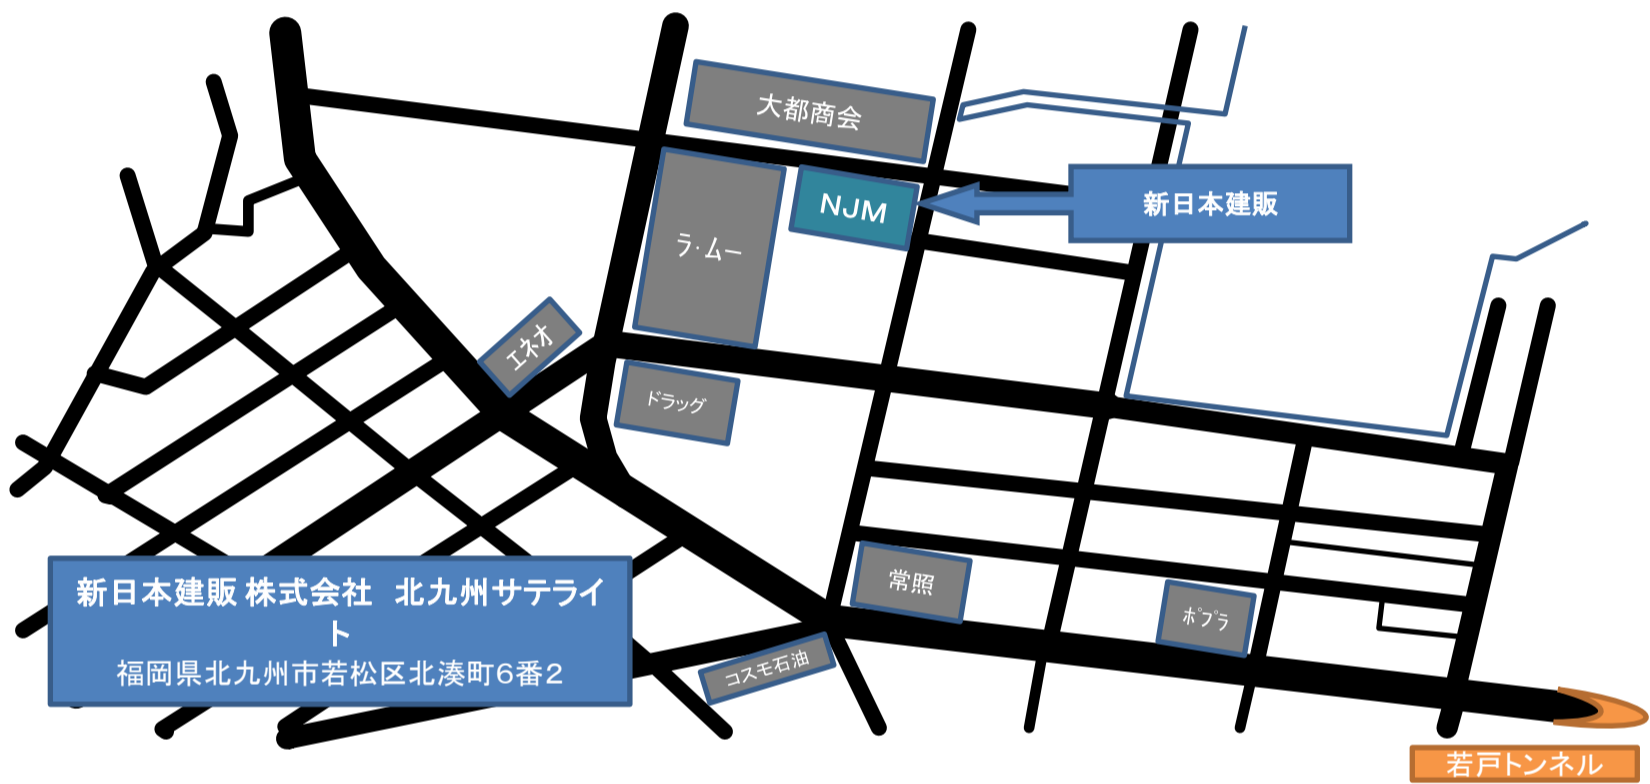 大都商会
NJM
新日本建販
ラ・ムー
エネオ
ドラッグ
常照
ポプラ
新日本建販 株式会社　北九州サテライ
ト
福岡県北九州市若松区北湊町6番2
コスモ石油
若戸トンネル